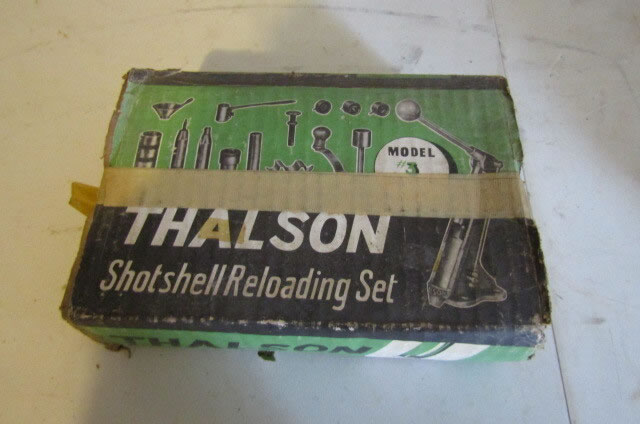 MODEL
THALSON
Shotshell Reloading Set
THALSON